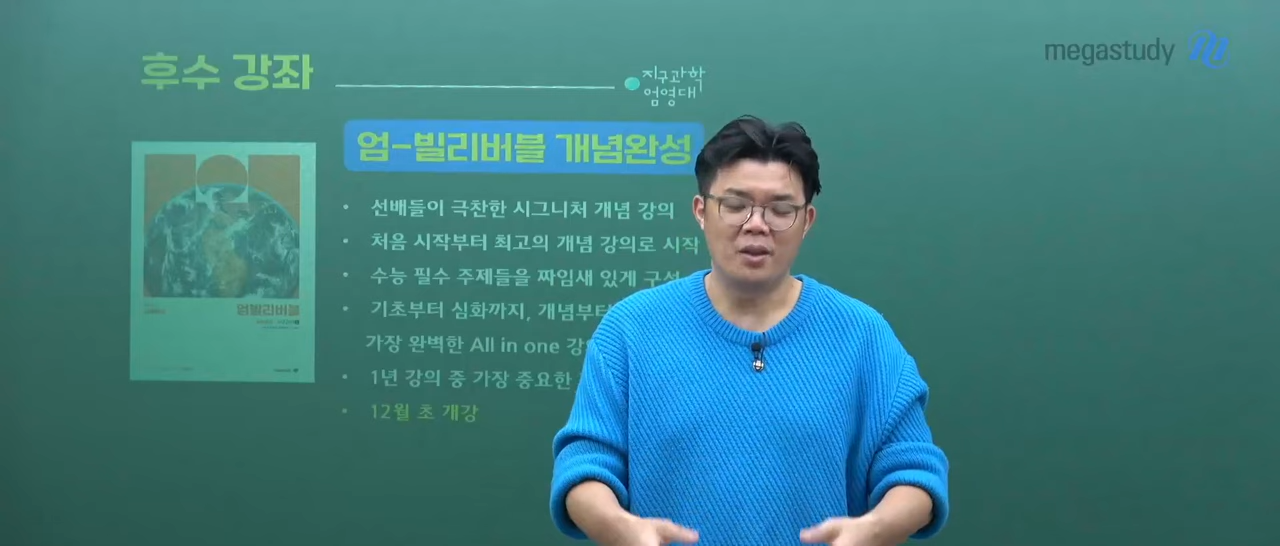 후수 강좌
지구과학
엄영대
megastudy
엄-빌리버블 개념완성
• 선배들이 극찬한 시그니처 개념 강의
• 처음 시작부터 최고의 개념 강의로 시작
• 수능 필수 주제들을 짜임새 있게 구성
• 기초부터 심화까지, 개념부터
가장 완벽한 All in one 강
• 1년 강의 중 가장 중요한
• 12월 초 개강
엄빌리버블